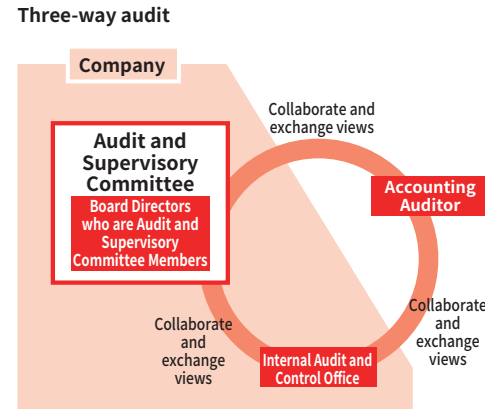 Three-way audit
Company
Collaborate and
exchange views
Audit and
Supervisory
Committee
Board Directors
who are Audit and
Supervisory
Committee Members
Accounting
Auditor
Collaborate
and
exchange
views
Collaborate
and
exchange
views
Internal Audit and
Control Office